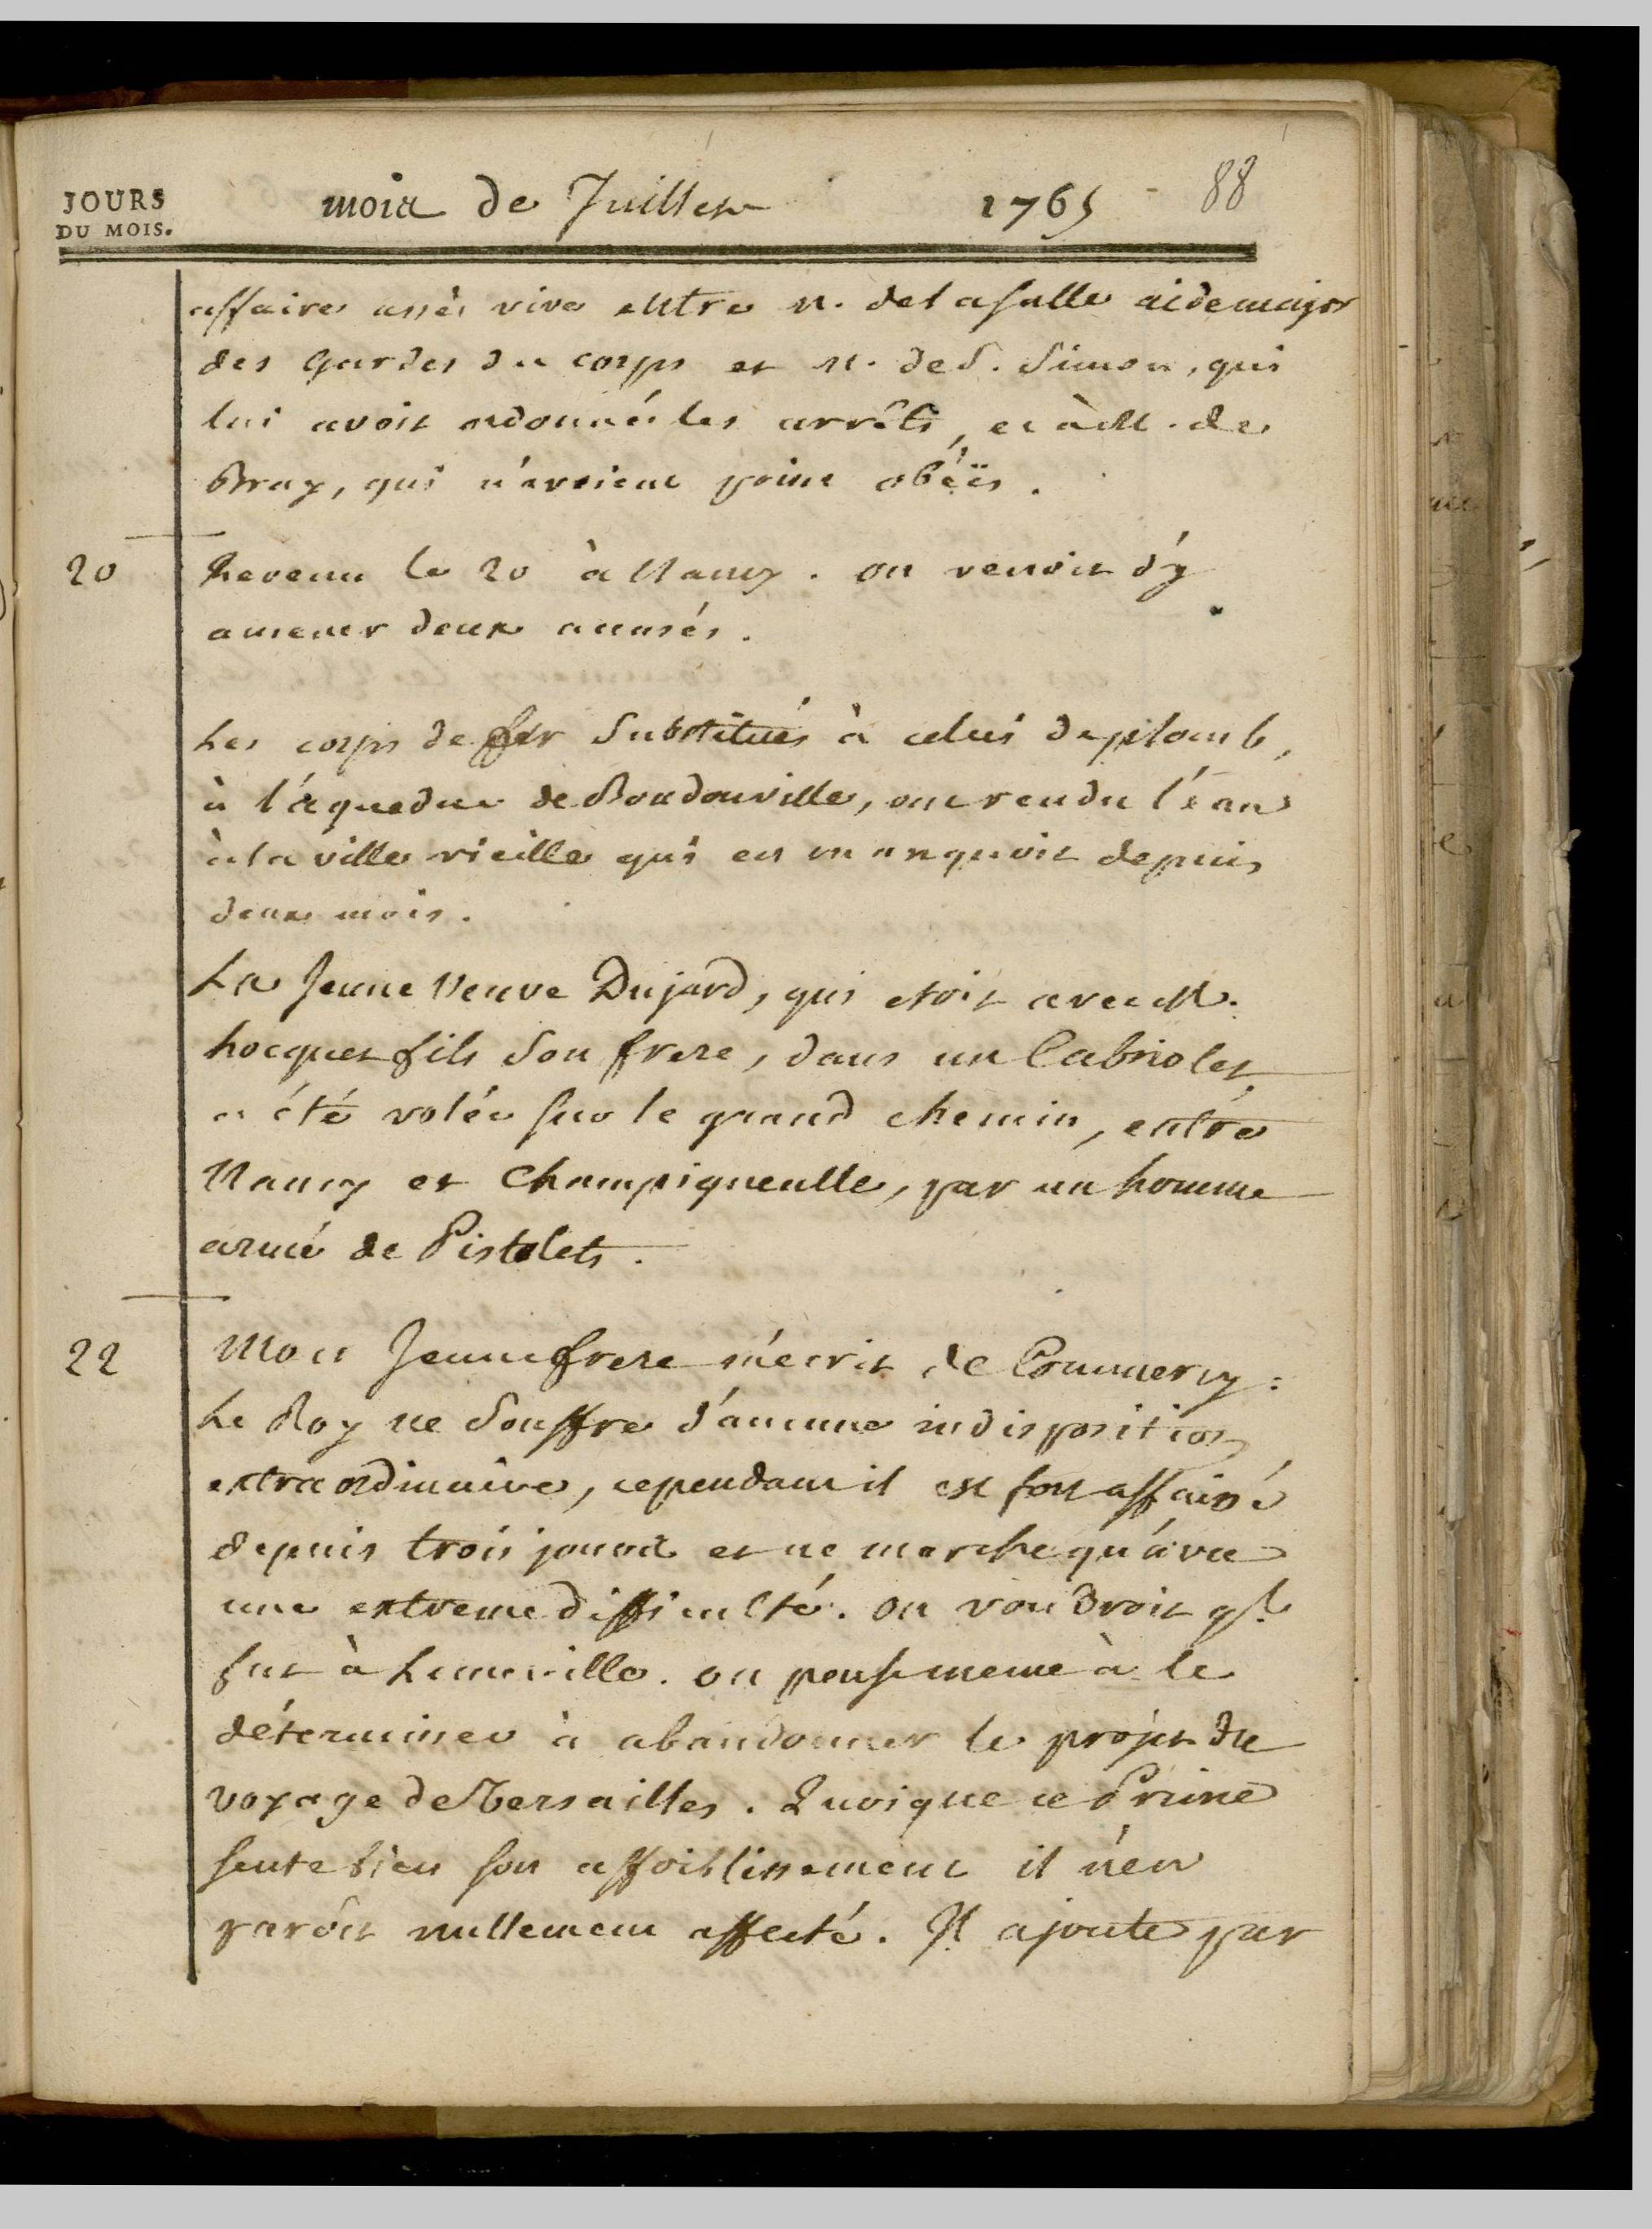 JOURS
DU MOIS.
mois de Juillet 1765 88
affaire assés vive entre M. de la salle aidemajor
des Gardes du corps et M. de S. Simon, qui
lui avoit ordonné les arrêts, et à M. de
Bray, qui n'avoient point obéïs.
20
Revenu le 20 à Nancy. on venoit d'y
amener deux accusés.
Les corps de fer Substitués à celui de plomb,
à l'aqueduc de Boudonville, ont rendu l'eau
à la ville vieille qui en manquoit depuis
deux mois.
La Jeune Veuve Dujard, qui etoit avec M.
hocquet fils Son frere, dans un Cabriolet
a été volée sur le grand chemin, entre
Nancy et Champigneulle, par un homme
armé de Pistolets.
22
Mon Jeune frere m'écrit de Commercy:
Le Roy ne Souffre d'aucune indisposition
extraordinaire, cependant il est fort affaissé
depuis trois jours et ne marche qu'avec
une extreme difficulté. on voudroit qu'il
fut à Luneville. on pense meme à le
déterminer à abandonner le projet du
voyage de Versailles. Quoique ce Prince
sente bien son affoiblissement il n'en
parôit nullement affecté. Il ajoute par